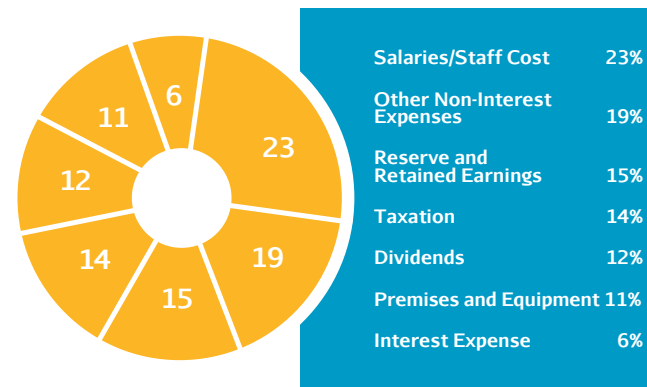 6
11
23
12
14
19
15
Salaries/Staff Cost 23%
Other Non-Interest
Expenses 19%
Reserve and
Retained Earnings 15%
Taxation 14%
Dividends 12%
Premises and Equipment 11%
Interest Expense 6%